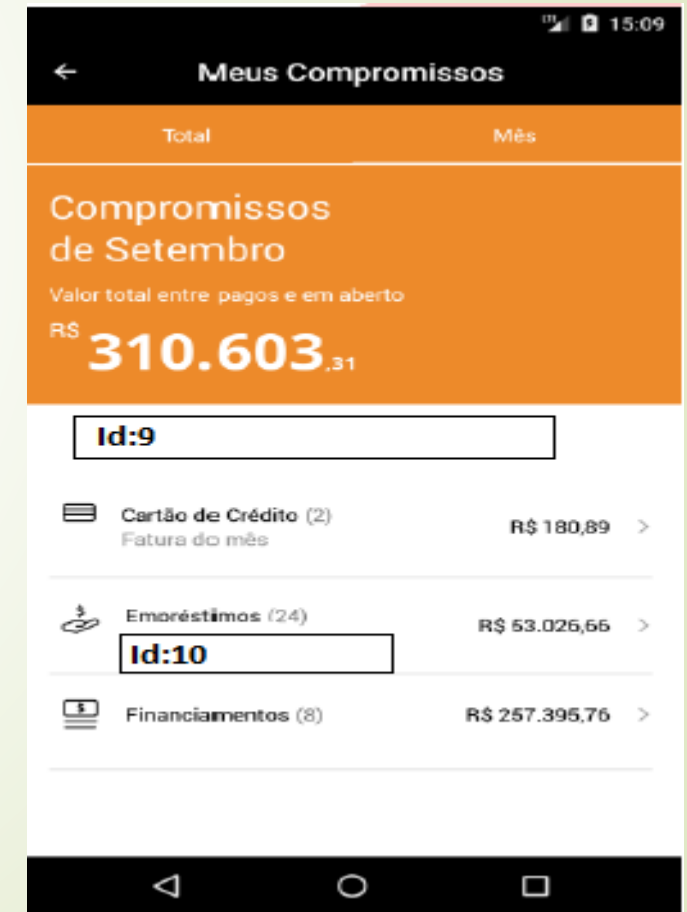 15:09
Meus Compromissos
Total Mês
Compromissos
de Setembro
Valor total entre pagos e em aberto
R$ 310.603,31
Id:9
Cartão de Crédito (2) R$ 180,89
Fatura do mês
Emoréstimos (24) R$ 53.026,66
Id:10
Financiamentos (8) R$ 257.395,76